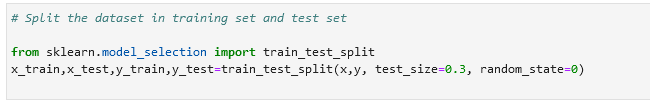 # Split the dataset in training set and test set
from sklearn.model_selection import train_test_split
x_train,x_test,y_train,y_test=train_test_split(x,y, test_size=0.3, random_state=0)